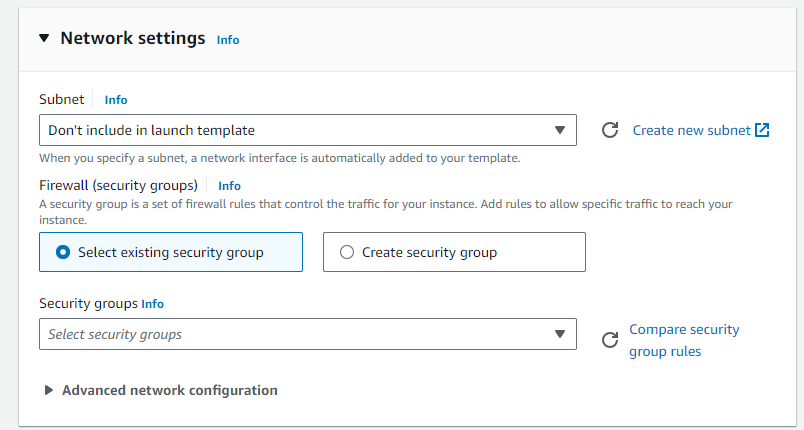 Network settings Info
Subnet Info
Don't include in launch template
Create new subnet
When you specify a subnet, a network interface is automatically added to your template.
Firewall (security groups) Info
A security group is a set of firewall rules that control the traffic for your instance. Add rules to allow specific traffic to reach your
instance.
Select existing security group
Create security group
Security groups Info
Select security groups
Compare security
group rules
Advanced network configuration